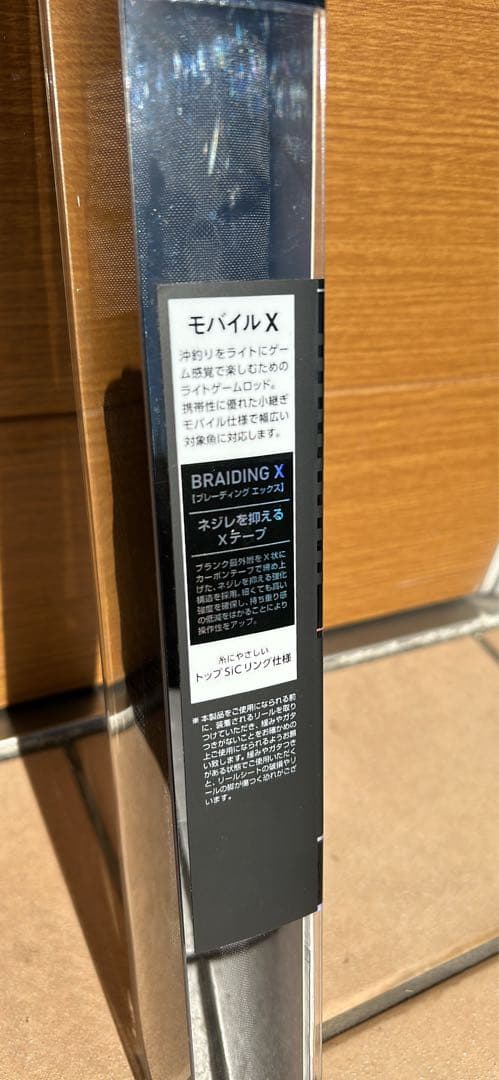 モバイルX
沖釣りをライトにゲー
ム感覚で楽しむための
ライトゲームロッド。
携帯性に優れた小継ぎ
モバイル仕様で幅広い
対象魚に対応します。
BRAIDING X
[ブレーディング エックス]
ネジレを抑える
Xテープ
ブランク最外層をX状に
カーボンテープで締め上
げた、ネジレを抑える強化
構造を採用。細くても高い
強度を確保し、持ち重り感
の低減をはかることにより
操作性をアップ。
糸にやさしい
トップSiCリング仕様
※本製品をご使用になられる前
に、装着されるリールを取り
つけていただき、緩みやガタ
つきがないことをお確かめの
上ご使用になられるようお願
い致します。緩みやガタつき
がある状態でご使用いただく
と、リールシートの破損やリ
ールの脚が傷つく恐れがござ
います。